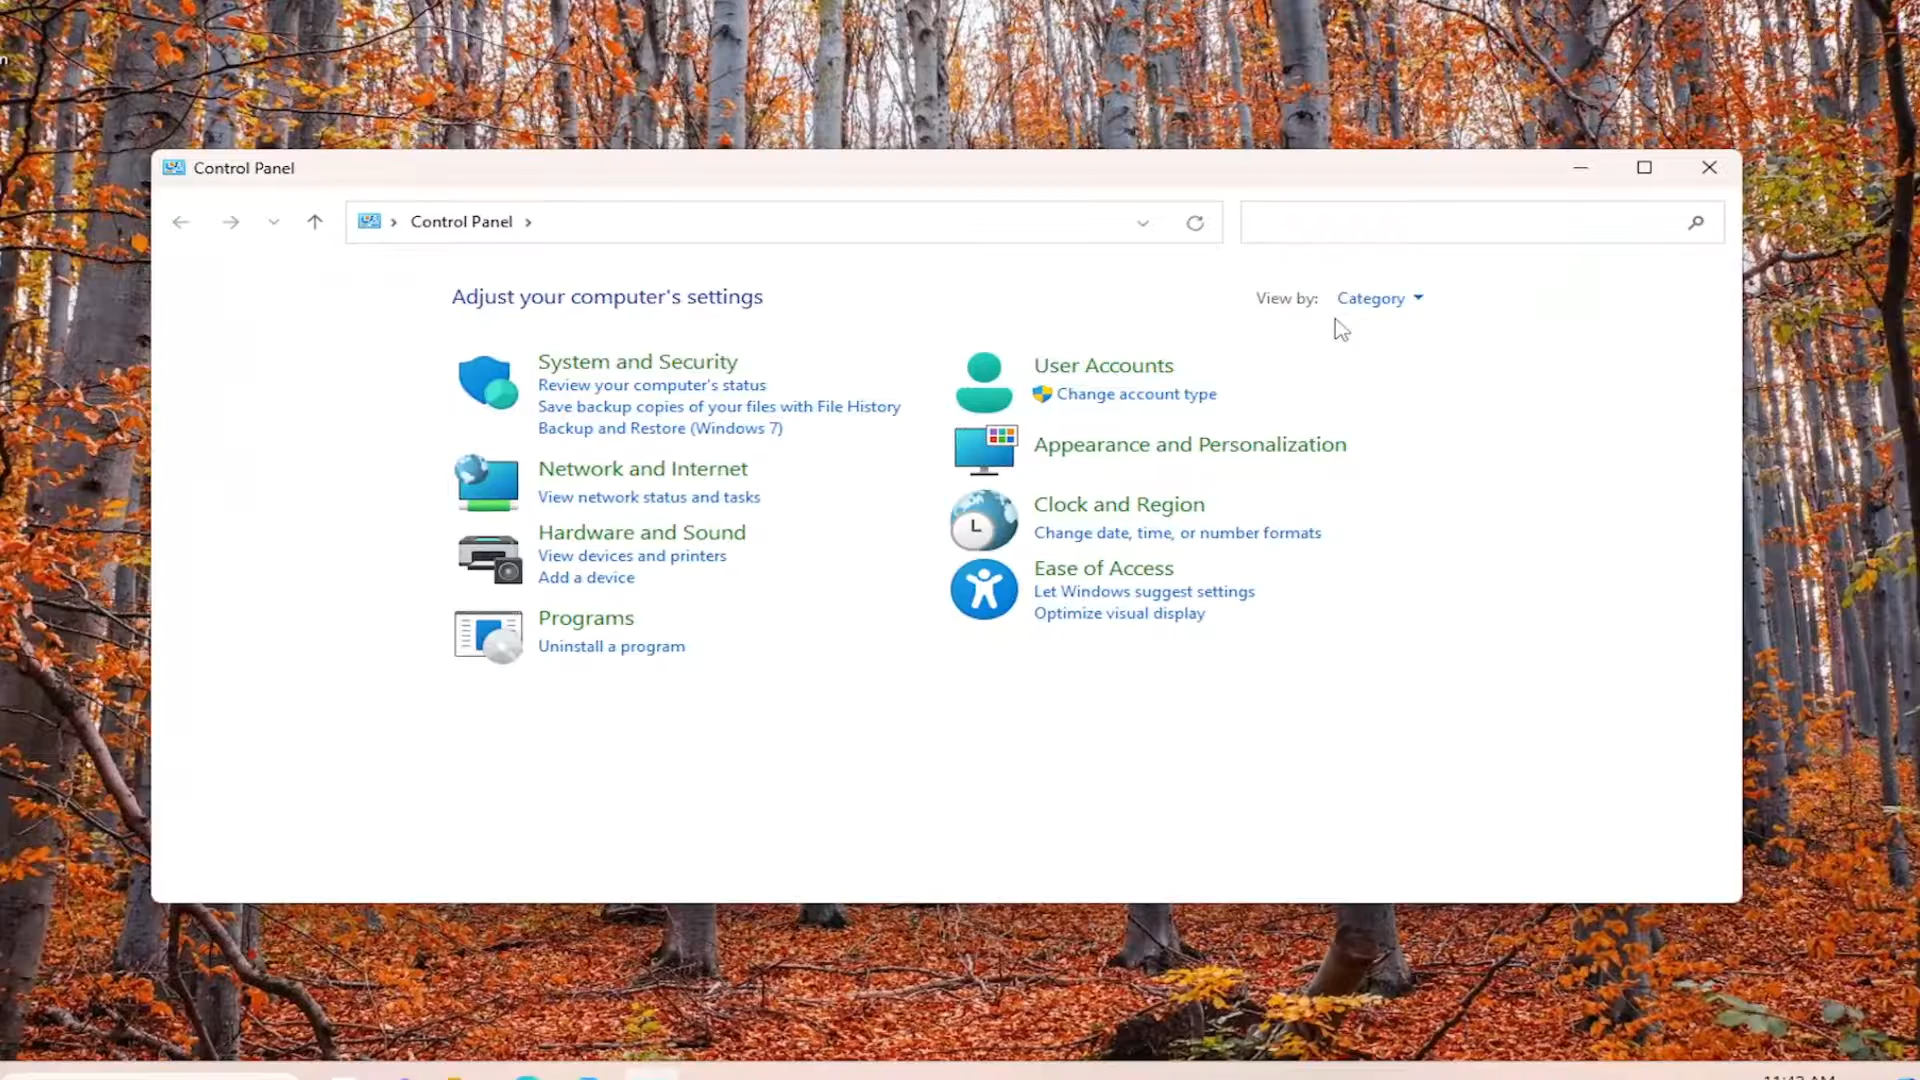 Control Panel
Control Panel
Adjust your computer's settings
View by: Category
System and Security
Review your computer's status
Save backup copies of your files with File History
Backup and Restore (Windows 7)
Network and Internet
View network status and tasks
Hardware and Sound
View devices and printers
Add a device
Programs
Uninstall a program
User Accounts
Change account type
Appearance and Personalization
Clock and Region
Change date, time, or number formats
Ease of Access
Let Windows suggest settings
Optimize visual display